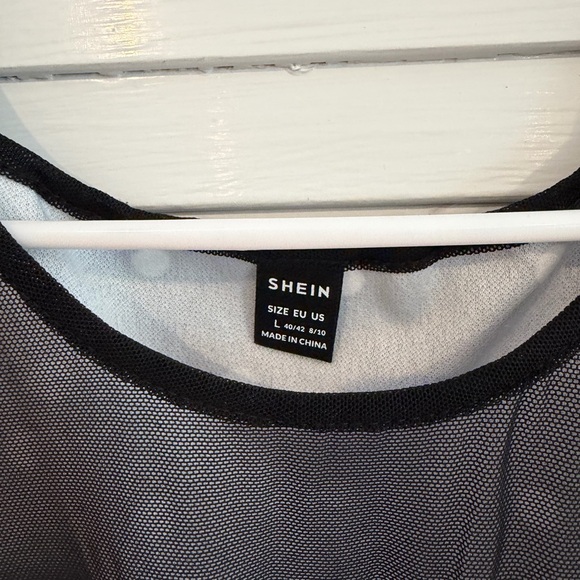 SHEIN
SIZE EU US
L 40/42 8/10
MADE IN CHINA